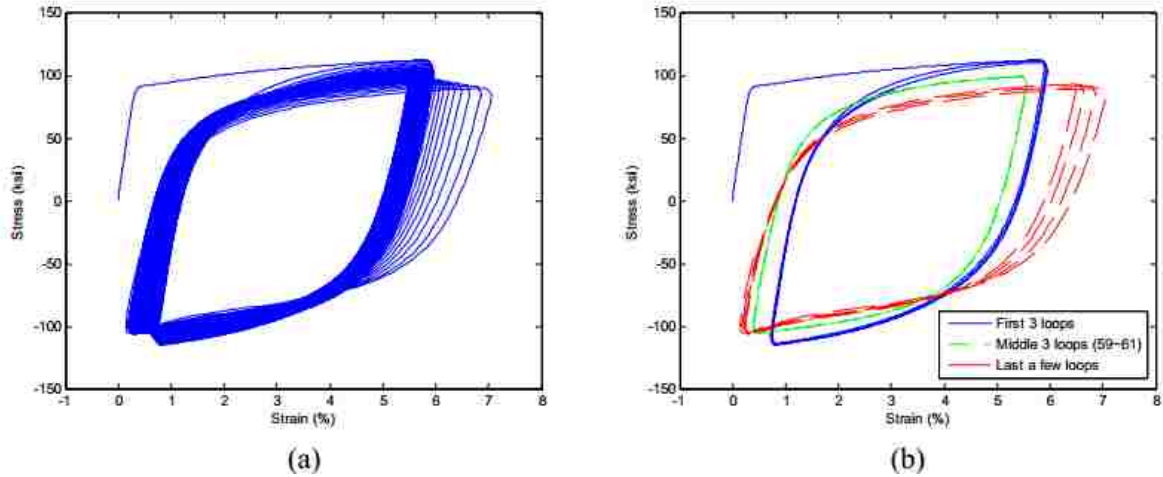 150
100
50
0
-50
-100
-150
Stress (ksi)
-1 0 1 2 3 4 5 6 7 8
Strain (%)
(a)
150
100
50
0
-50
-100
-150
Stress (ksi)
First 3 loops
Middle 3 loops (59-61)
Last a few loops
-1 0 1 2 3 4 5 6 7 8
Strain (%)
(b)